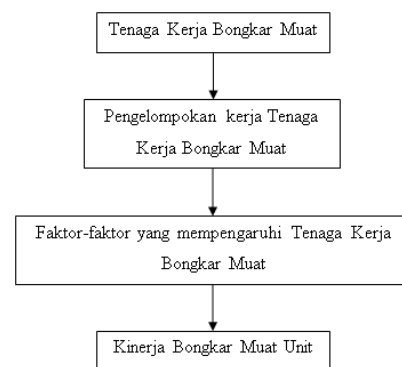 Tenaga Kerja Bongkar Muat
Pengelompokan kerja Tenaga
Kerja Bongkar Muat
Faktor-faktor yang mempengaruhi Tenaga Kerja
Bongkar Muat
Kinerja Bongkar Muat Unit